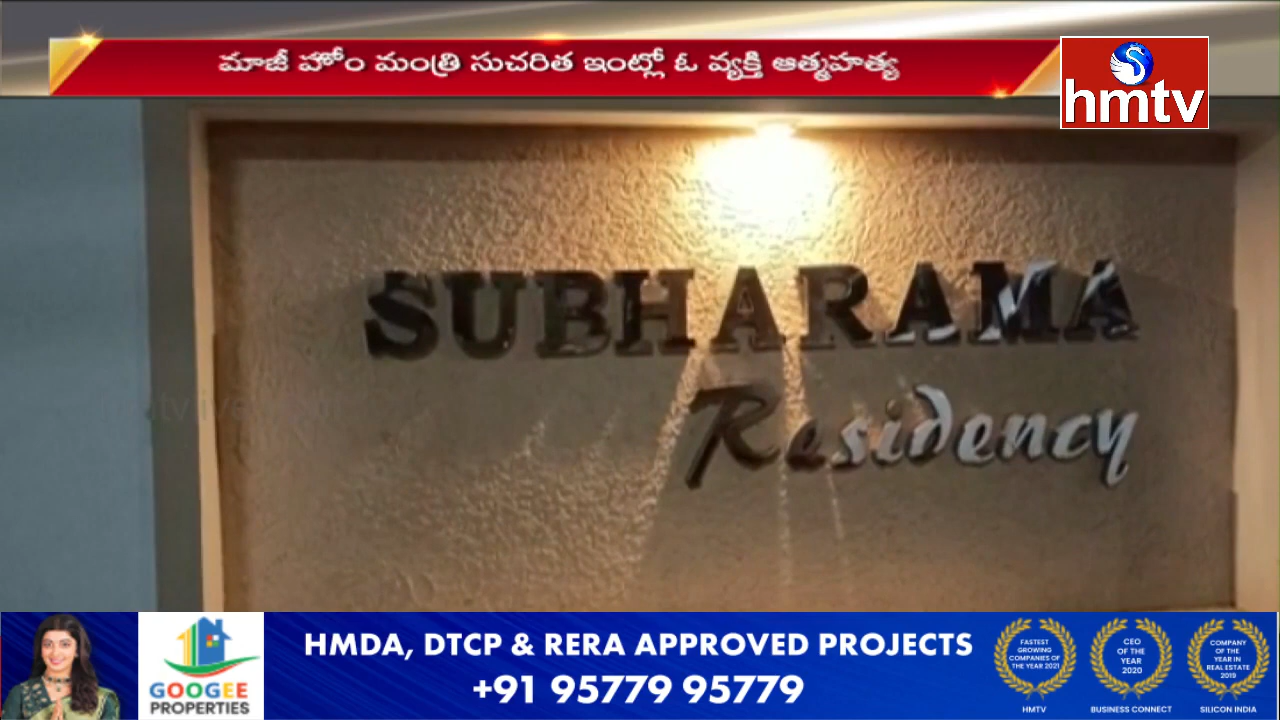 మాజీ హోం మంత్రి సుచరిత ఇంట్లో ఓ వ్యక్తి ఆత్మహత్య
hmtv
SUBHARAMA
Residency
GOOGEE
PROPERTIES
HMDA, DTCP & RERA APPROVED PROJECTS
+91 95779 95779
FASTEST
GROWING
COMPANIES OF
THE YEAR 2021
HMTV
CEO
OF THE
YEAR
2020
BUSINESS CONNECT
COMPANY
OF THE
YEAR IN
REAL ESTATE
2019
SILICON INDIA